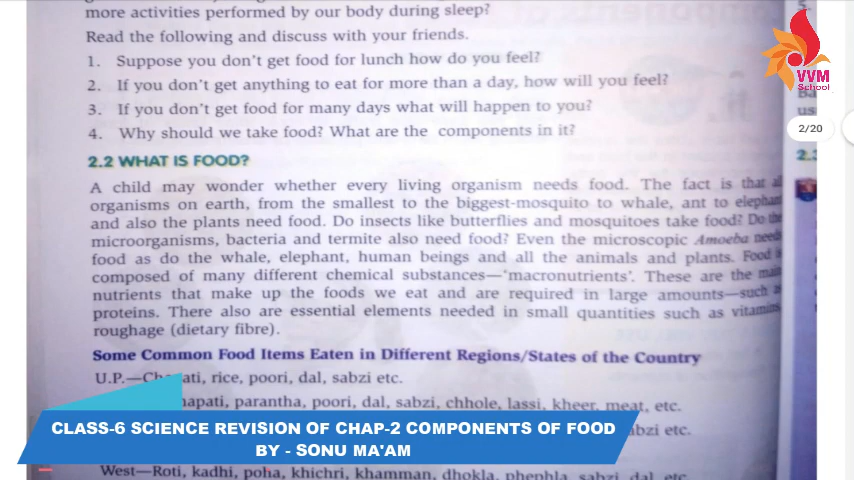 more activities performed by our body during sleep?
Read the following and discuss with your friends.
1. Suppose you don't get food for lunch how do you feel?
2. If you don't get anything to eat for more than a day, how will you feel?
3. If you don't get food for many days what will happen to you?
4. Why should we take food? What are the components in it?
2.2 WHAT IS FOOD?
A child may wonder whether every living organism needs food. The fact is that all
organisms on earth, from the smallest to the biggest-mosquito to whale, ant to elephant
and also the plants need food. Do insects like butterflies and mosquitoes take food? Do the
microorganisms, bacteria and termite also need food? Even the microscopic Amoeba needs
food as do the whale, elephant, human beings and all the animals and plants. Food is
composed of many different chemical substances—'macronutrients'. These are the main
nutrients that make up the foods we eat and are required in large amounts—such as
proteins. There also are essential elements needed in small quantities such as vitamins
roughage (dietary fibre).
Some Common Food Items Eaten in Different Regions/States of the Country
U.P.—Chapati, rice, poori, dal, sabzi etc.
parantha, poori, dal, sabzi, chhole, lassi, kheer, meat, etc.
etc.
West—Roti, kadhi, poha, khichri, khamman, dhokla, sabzi, dal, etc.
VVM
School
us
2/20
CLASS-6 SCIENCE REVISION OF CHAP-2 COMPONENTS OF FOOD
BY - SONU MA'AM